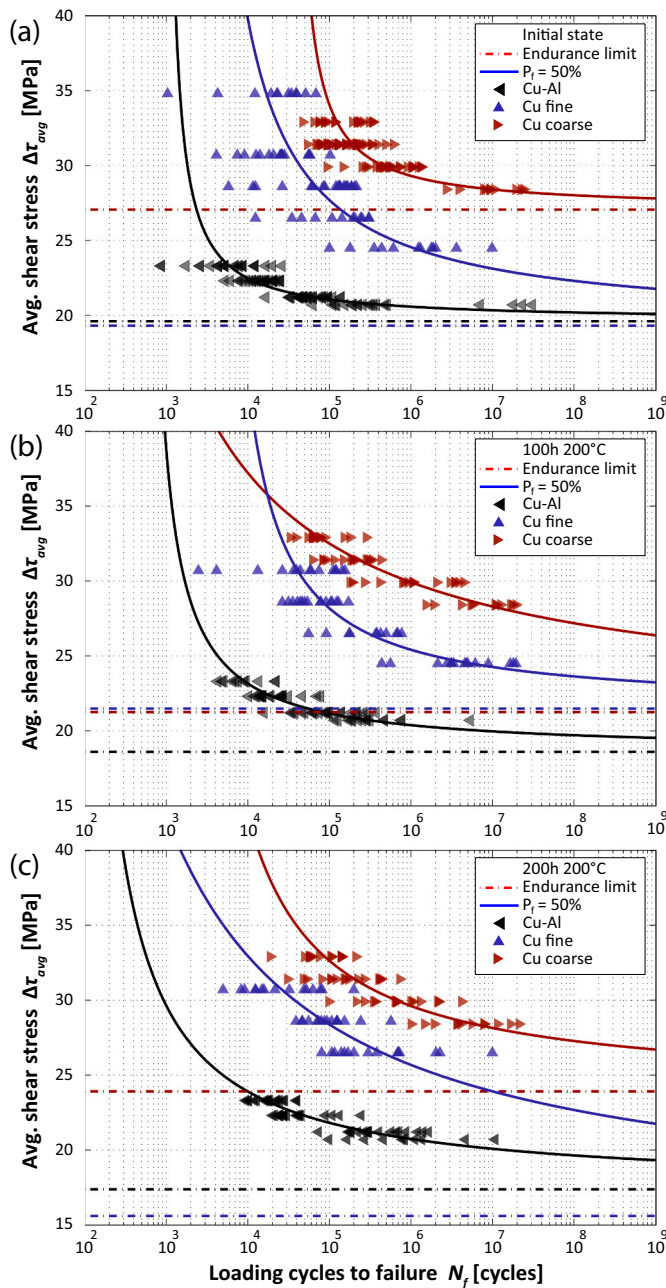 (a)
40
35
30
25
20
15
Avg. shear stress Δτavg [MPa]
Initial state
Endurance limit
Pf = 50%
Cu-Al
Cu fine
Cu coarse
10^2 10^3 10^4 10^5 10^6 10^7 10^8 10^9
(b)
40
35
30
25
20
15
Avg. shear stress Δτavg [MPa]
100h 200°C
Endurance limit
Pf = 50%
Cu-Al
Cu fine
Cu coarse
10^2 10^3 10^4 10^5 10^6 10^7 10^8 10^9
(c)
40
35
30
25
20
15
Avg. shear stress Δτavg [MPa]
200h 200°C
Endurance limit
Pf = 50%
Cu-Al
Cu fine
Cu coarse
10^2 10^3 10^4 10^5 10^6 10^7 10^8 10^9
Loading cycles to failure Nf [cycles]